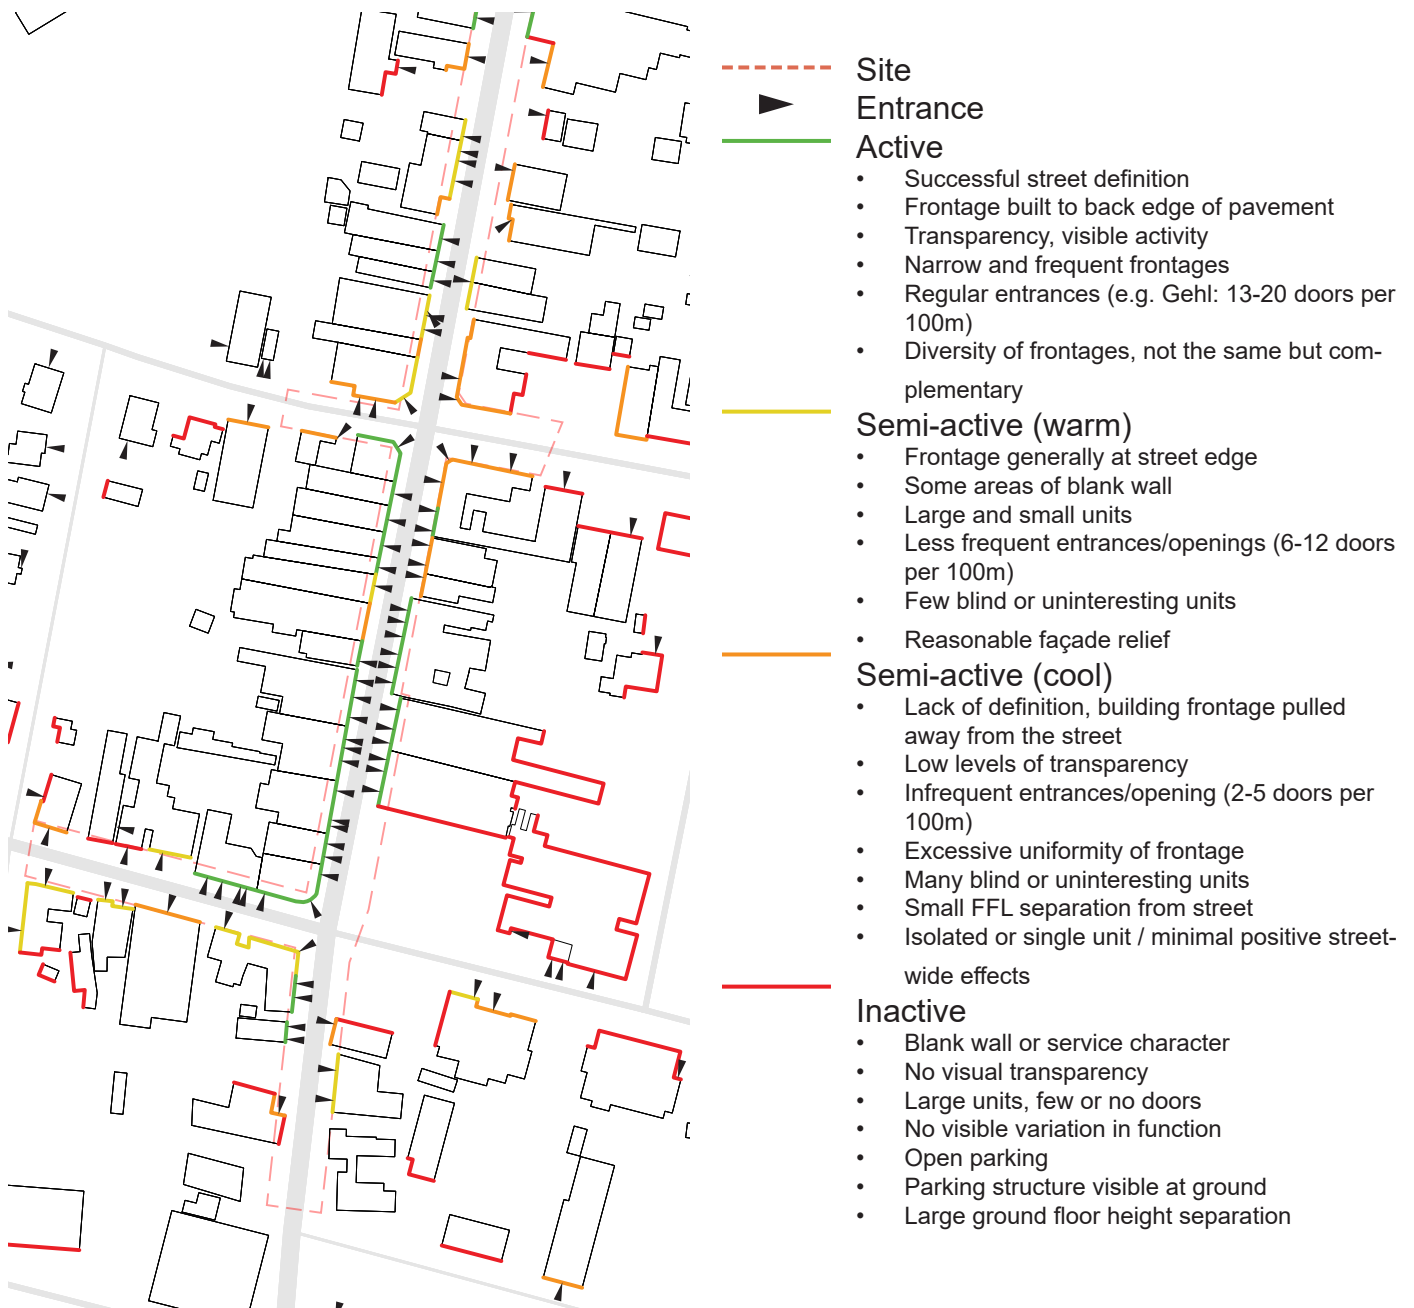 Site
Entrance
Active
• Successful street definition
• Frontage built to back edge of pavement
• Transparency, visible activity
• Narrow and frequent frontages
• Regular entrances (e.g. Gehl: 13-20 doors per
100m)
• Diversity of frontages, not the same but com-
plementary
Semi-active (warm)
• Frontage generally at street edge
• Some areas of blank wall
• Large and small units
• Less frequent entrances/openings (6-12 doors
per 100m)
• Few blind or uninteresting units
• Reasonable façade relief
Semi-active (cool)
• Lack of definition, building frontage pulled
away from the street
• Low levels of transparency
• Infrequent entrances/opening (2-5 doors per
100m)
• Excessive uniformity of frontage
• Many blind or uninteresting units
• Small FFL separation from street
• Isolated or single unit / minimal positive street-
wide effects
Inactive
• Blank wall or service character
• No visual transparency
• Large units, few or no doors
• No visible variation in function
• Open parking
• Parking structure visible at ground
• Large ground floor height separation